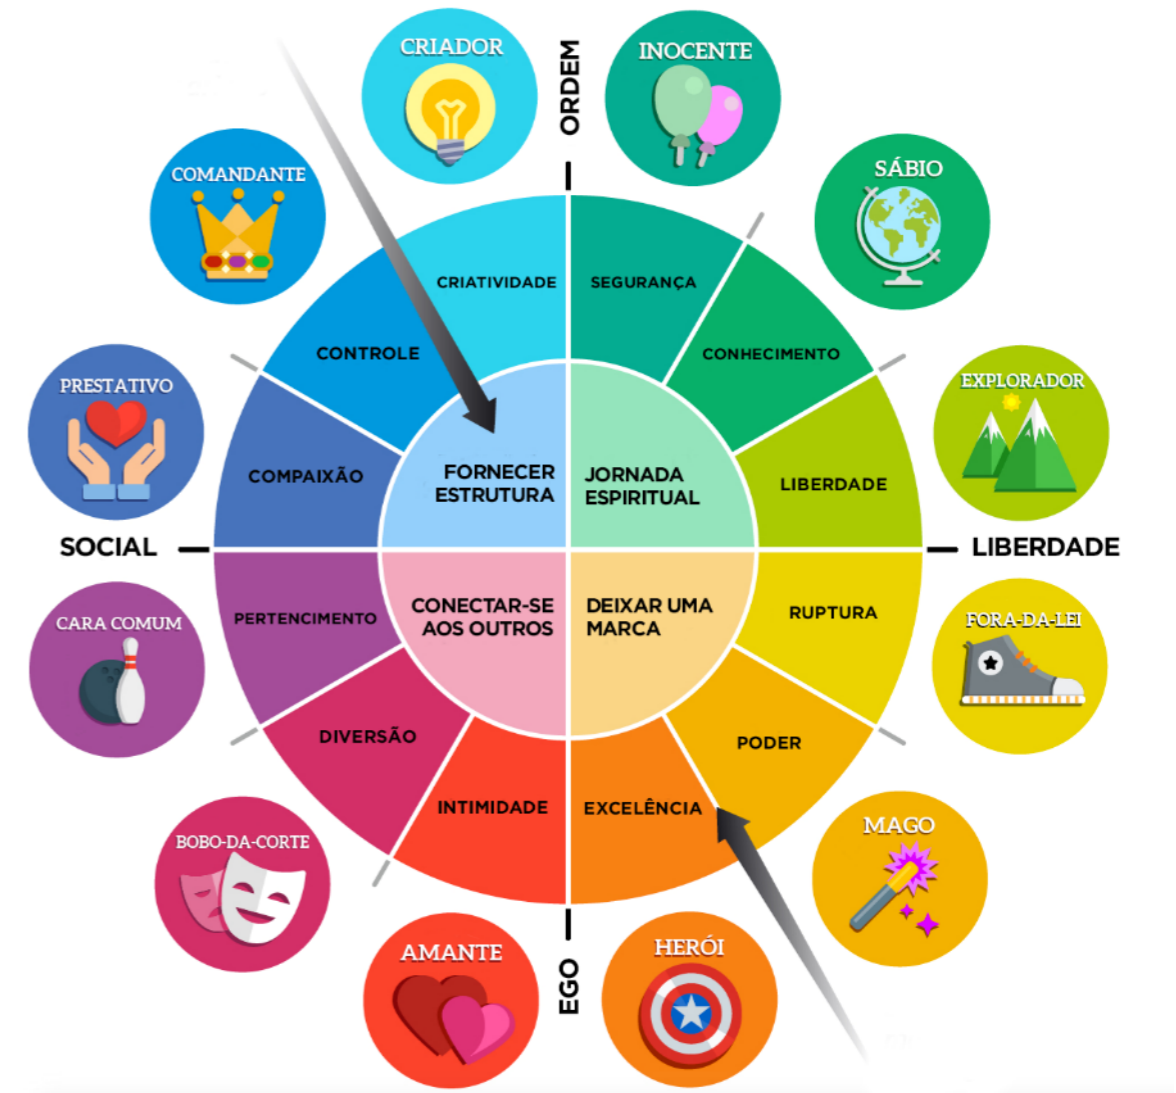 CRIADOR
ORDEM
INOCENTE
COMANDANTE
SÁBIO
CRIATIVIDADE
SEGURANÇA
CONTROLE
CONHECIMENTO
PRESTATIVO
EXPLORADOR
COMPAIXÃO
FORNECER
ESTRUTURA
JORNADA
ESPIRITUAL
LIBERDADE
SOCIAL
LIBERDADE
CARA COMUM
PERTENCIMENTO
CONECTAR-SE
AOS OUTROS
DEIXAR UMA
MARCA
RUPTURA
FORA-DA-LEI
DIVERSÃO
PODER
INTIMIDADE
EXCELÊNCIA
BOBO-DA-CORTE
MAGO
AMANTE
EGO
HERÓI